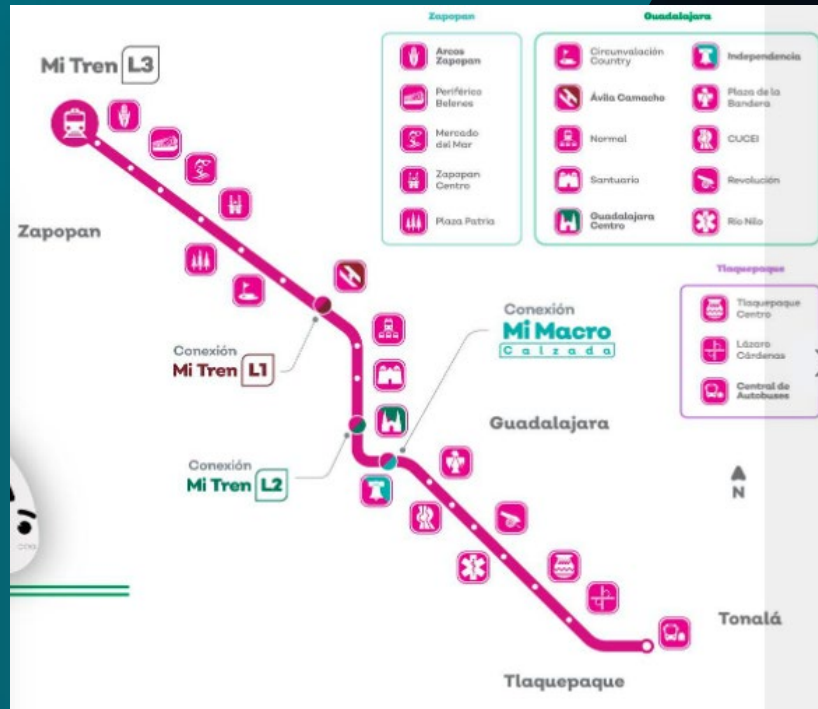 Zapopan
Guadalajara
Mi Tren L3
Arcos
Zapopan
Periférico
Belenes
Mercado
del Mar
Zapopan
Centro
Plaza Patria
Circunvalación
Country
Ávila Camacho
Normal
Santuario
Guadalajara
Centro
Independencia
Plaza de la
Bandera
CUCEI
Revolución
Río Nilo
Zapopan
Tlaquepaque
Tlaquepaque
Centro
Lázaro
Cárdenas
Central de
Autobuses
Conexión
Mi Macro
Calzada
Conexión
Mi Tren L1
Guadalajara
Conexión
Mi Tren L2
N
Tonalá
Tlaquepaque